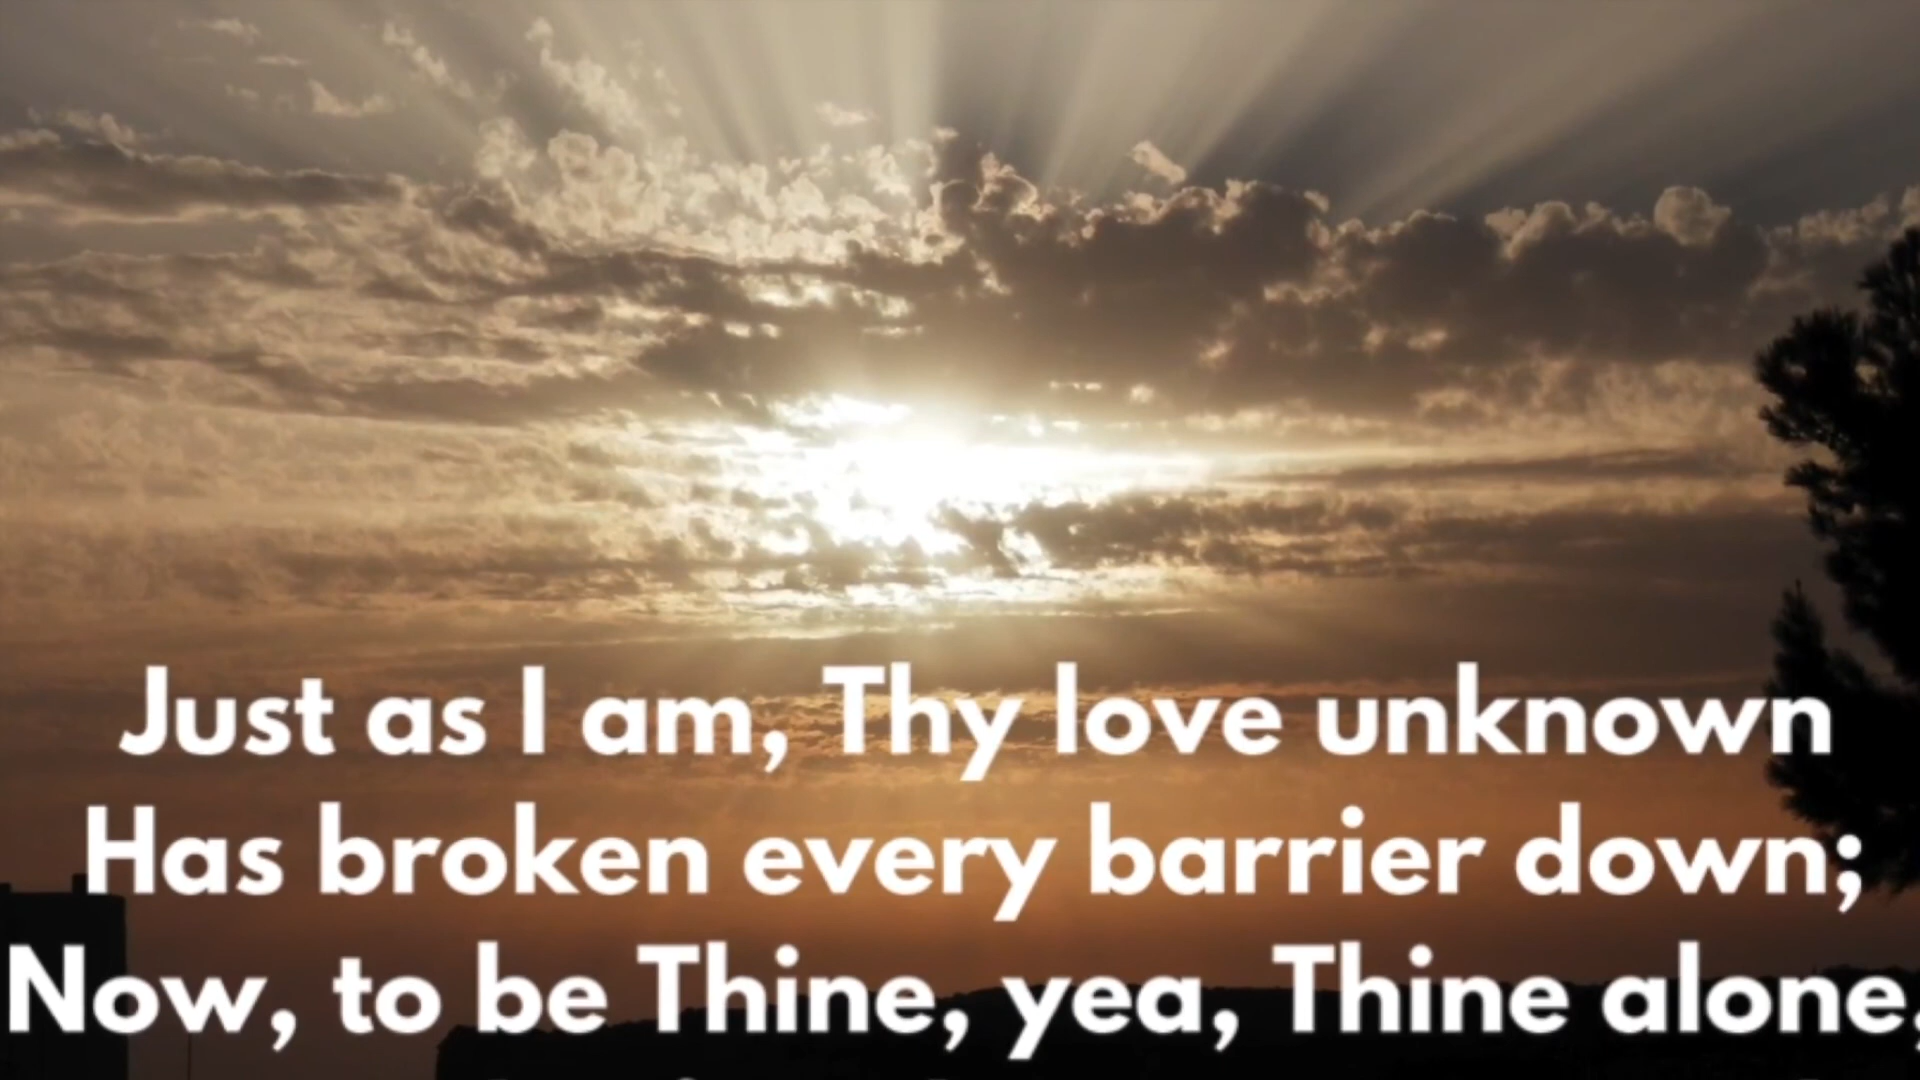 Just as I am, Thy love unknown
Has broken every barrier down;
Now, to be Thine, yea, Thine alone,